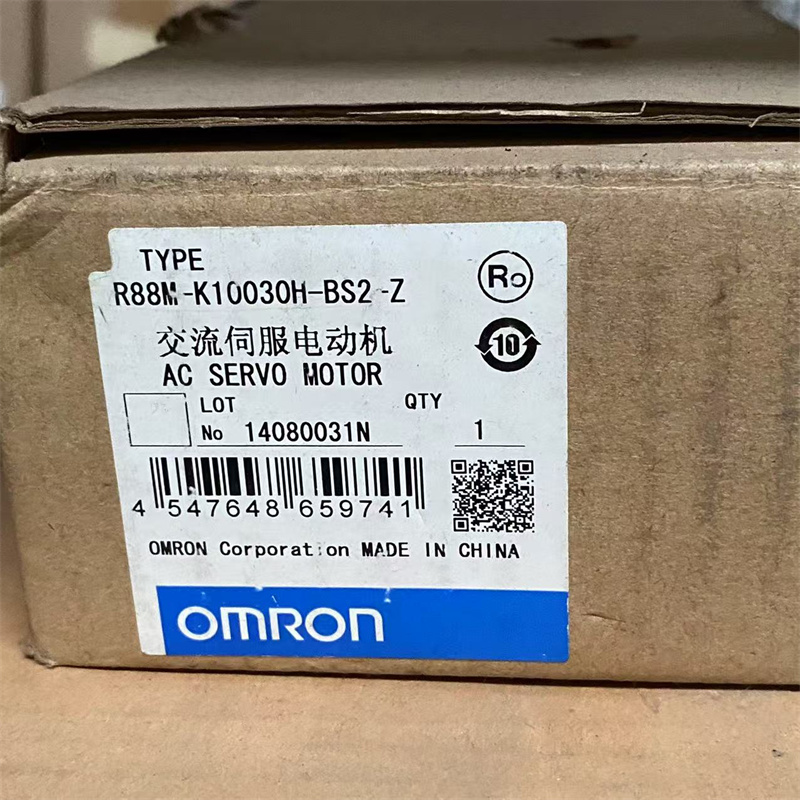 TYPE
R88M-K10030H-BS2-Z
Ro
10
交流伺服电动机
AC SERVO MOTOR
LOT
QTY
No 14080031N
1
4 547648 659741
OMRON Corporation MADE IN CHINA
OMRON